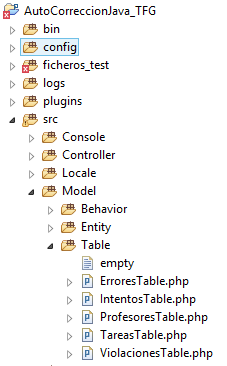 AutoCorreccionJava_TFG
bin
config
ficheros_test
logs
plugins
src
Console
Controller
Locale
Model
Behavior
Entity
Table
empty
ErroresTable.php
IntentosTable.php
ProfesoresTable.php
TareasTable.php
ViolacionesTable.php